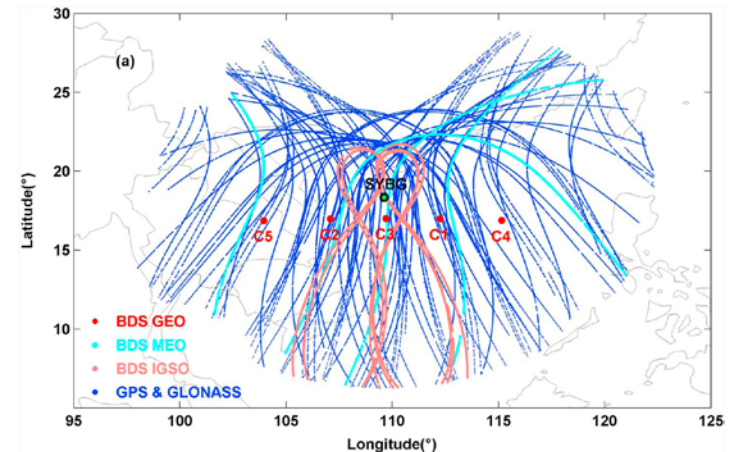 30
(a)
25
20
SYBG
C5 C2 C3 C1 C4
15
10
5
Latitude(°)
BDS GEO
BDS MEO
BDS IGSO
GPS & GLONASS
95 100 105 110 115 120 125
Longitude(°)